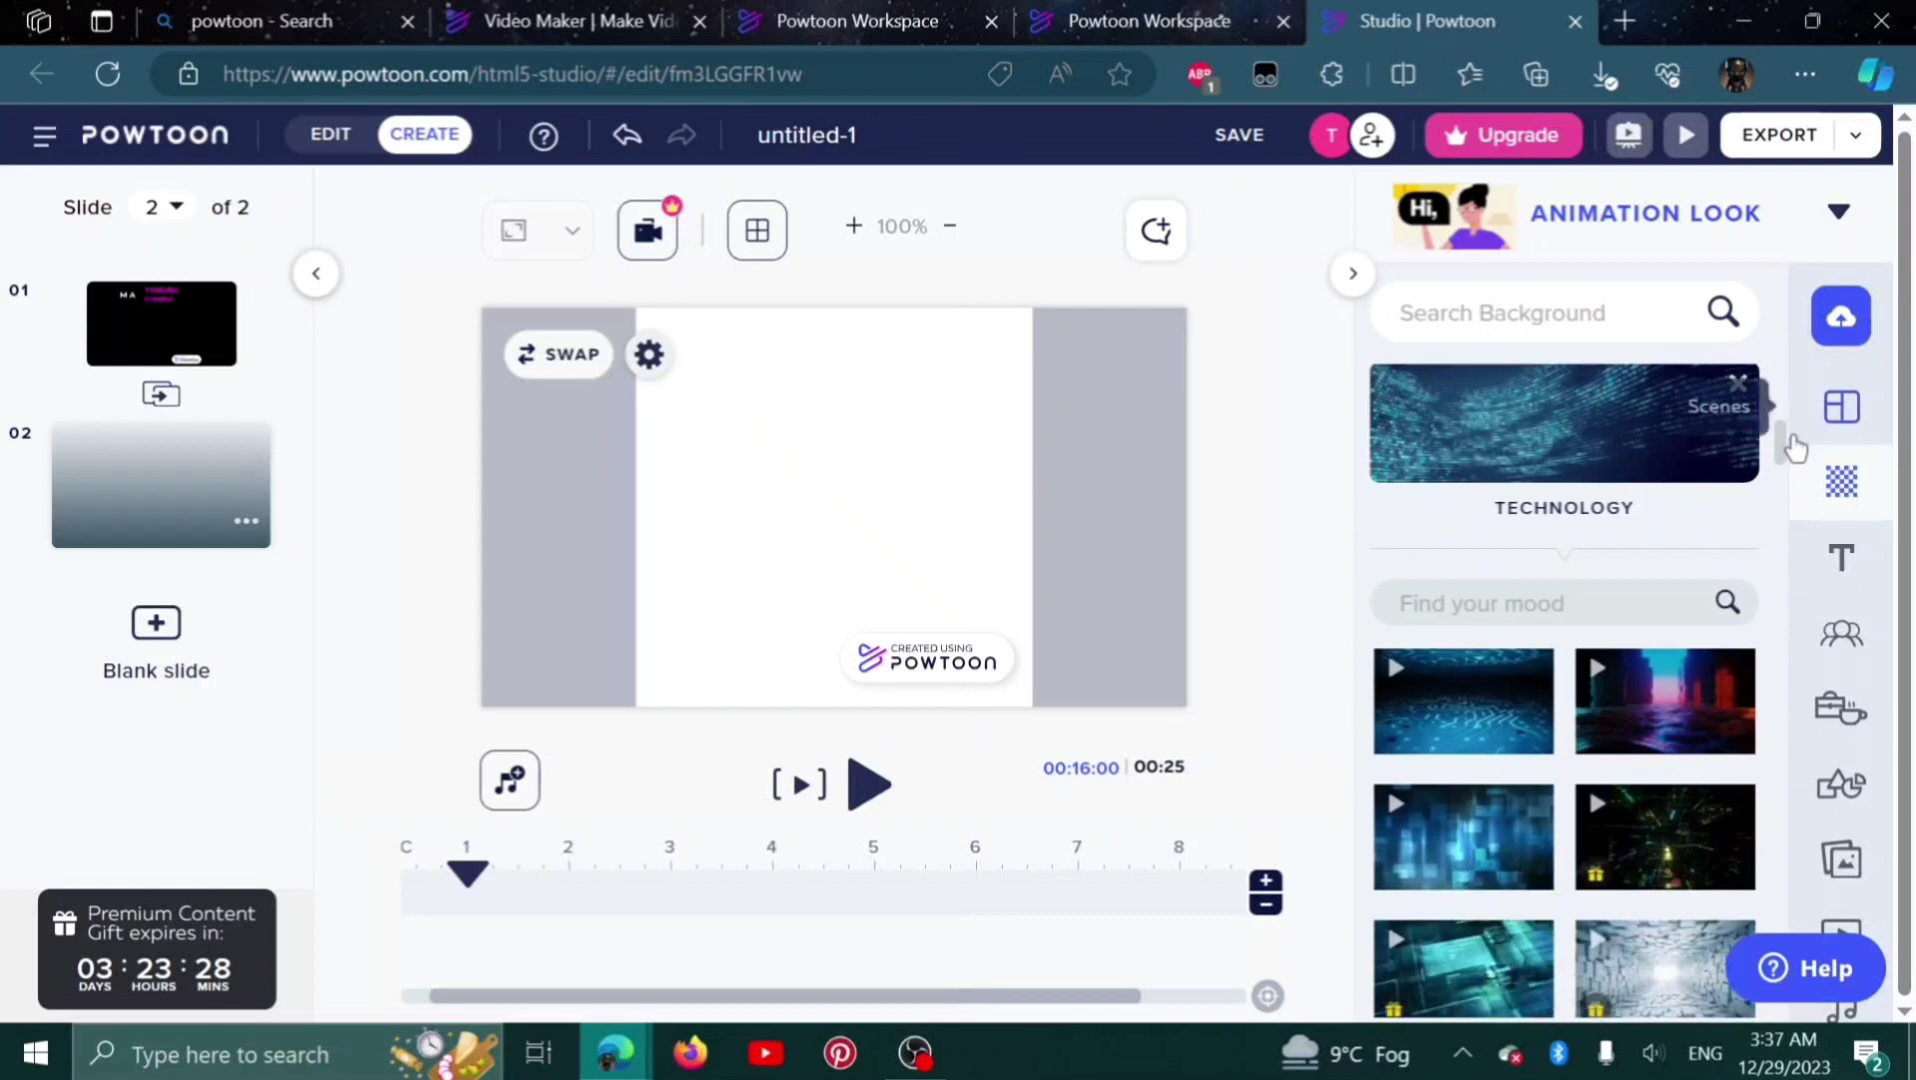 powtoon - Search
Video Maker | Make Vid
Powtoon Workspace
Powtoon Workspace
Studio | Powtoon
https://www.powtoon.com/html5-studio/#/edit/fm3LGGFR1vw
ABP
1
POWTOON
EDIT
CREATE
untitled-1
SAVE
T
Upgrade
EXPORT
Slide 2 of 2
100%
Hi,
ANIMATION LOOK
01
MA
Search Background
SWAP
Scenes
02
TECHNOLOGY
Find your mood
CREATED USING
POWTOON
Blank slide
00:16:00
00:25
C 1 2 3 4 5 6 7 8
Premium Content
Gift expires in:
03 : 23 : 28
DAYS HOURS MINS
Help
Type here to search
9°C Fog
ENG
3:37 AM
12/29/2023
2